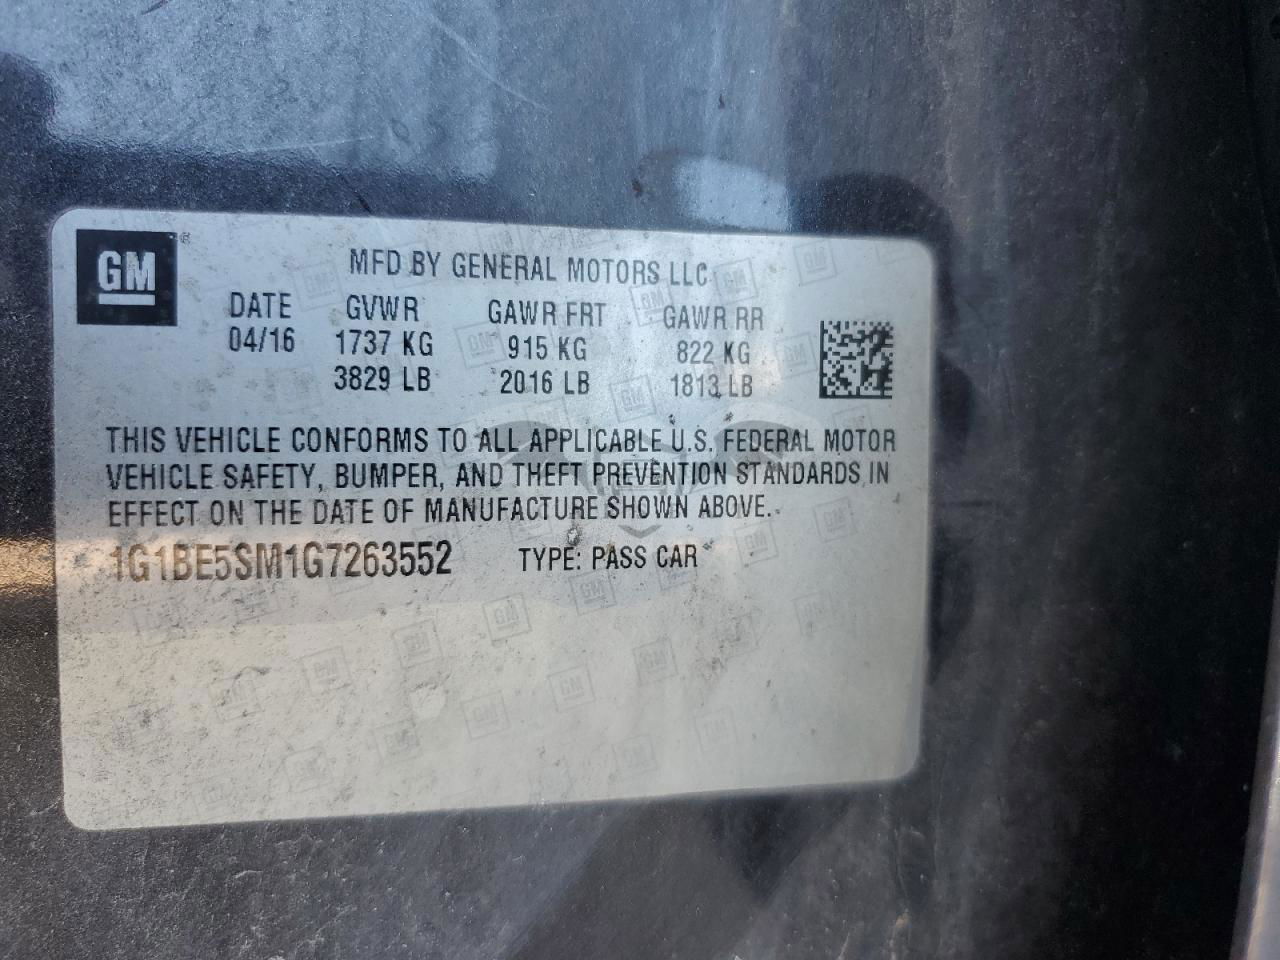 GM
MFD BY GENERAL MOTORS LLC
DATE GVWR GAWR FRT GAWR RR
04/16 1737 KG 915 KG 822 KG
3829 LB 2016 LB 1813 LB
THIS VEHICLE CONFORMS TO ALL APPLICABLE U.S. FEDERAL MOTOR
VEHICLE SAFETY, BUMPER, AND THEFT PREVENTION STANDARDS IN
EFFECT ON THE DATE OF MANUFACTURE SHOWN ABOVE.
1G1BE5SM1G7263552 TYPE: PASS CAR